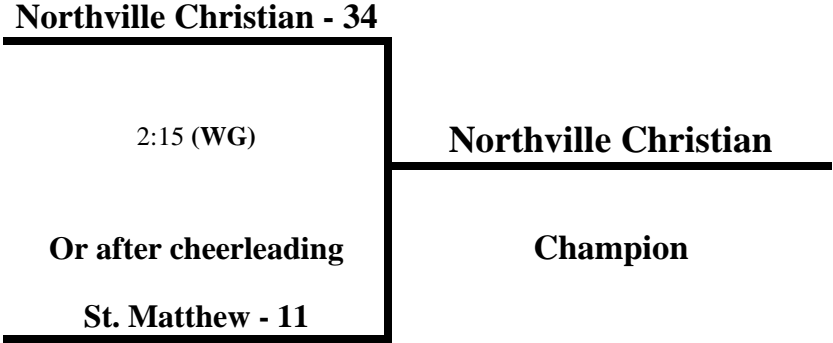 Northville Christian - 34
2:15 (WG)
Northville Christian
Or after cheerleading
Champion
St. Matthew - 11